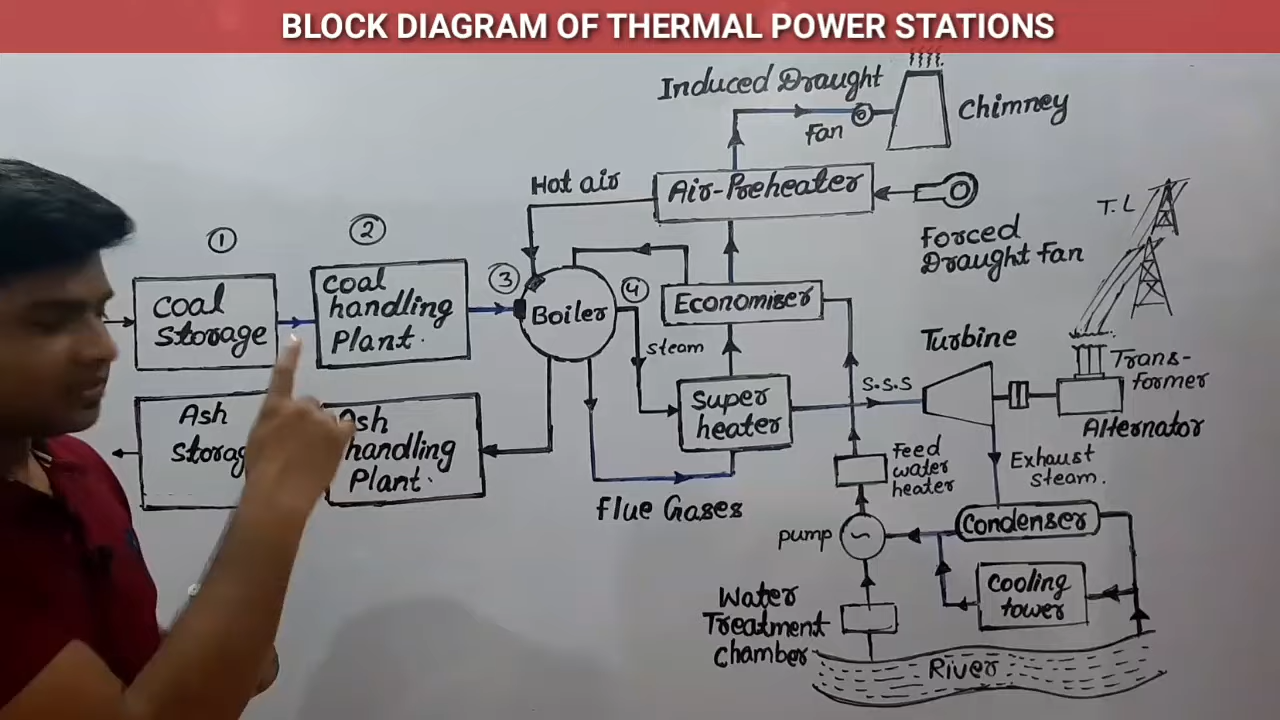 BLOCK DIAGRAM OF THERMAL POWER STATIONS
Induced Draught
Fan
Chimney
Hot air
Air-Preheater
Forced
Draught Fan
T.L
①
②
③
④
Coal
Storage
Coal
handling
Plant.
Boiler
Economiser
Steam
Super
heater
S.S.S
Turbine
Trans-
former
Alternator
Ash
Storag
Ash
handling
Plant.
Flue Gases
Feed
water
heater
Exhaust
Steam.
Condenser
pump
Cooling
tower
Water
Treatment
Chamber
River